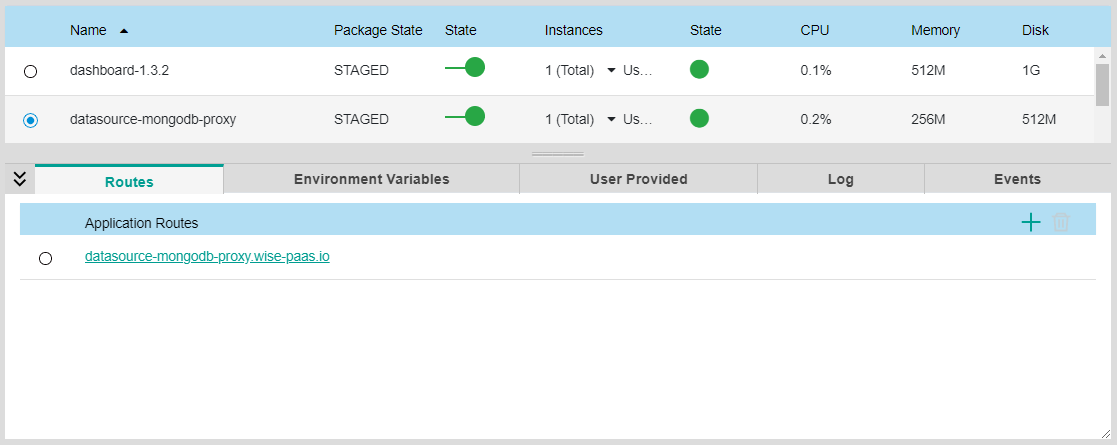 Name Package State State Instances State CPU Memory Disk
dashboard-1.3.2 STAGED 1 (Total) Us... 0.1% 512M 1G
datasource-mongodb-proxy STAGED 1 (Total) Us... 0.2% 256M 512M
Routes Environment Variables User Provided Log Events
Application Routes
datasource-mongodb-proxy.wise-paas.io